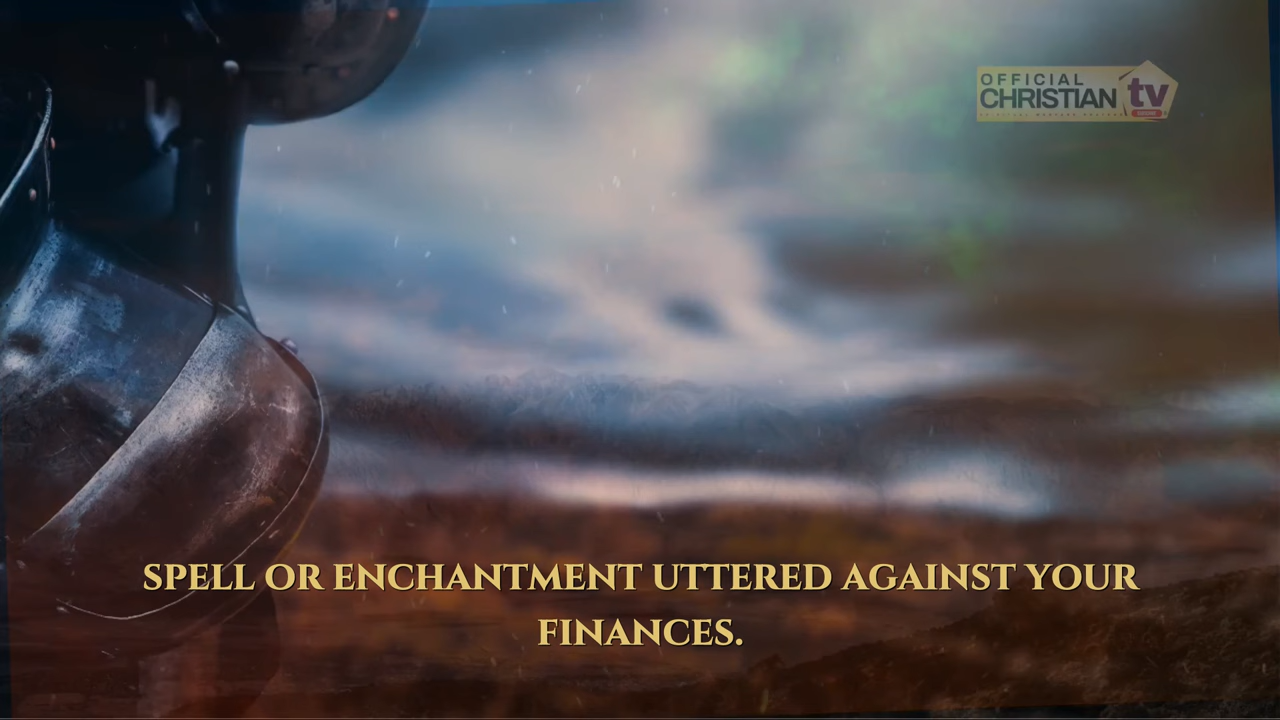 OFFICIAL
CHRISTIAN tv
SPELL OR ENCHANTMENT UTTERED AGAINST YOUR
FINANCES.